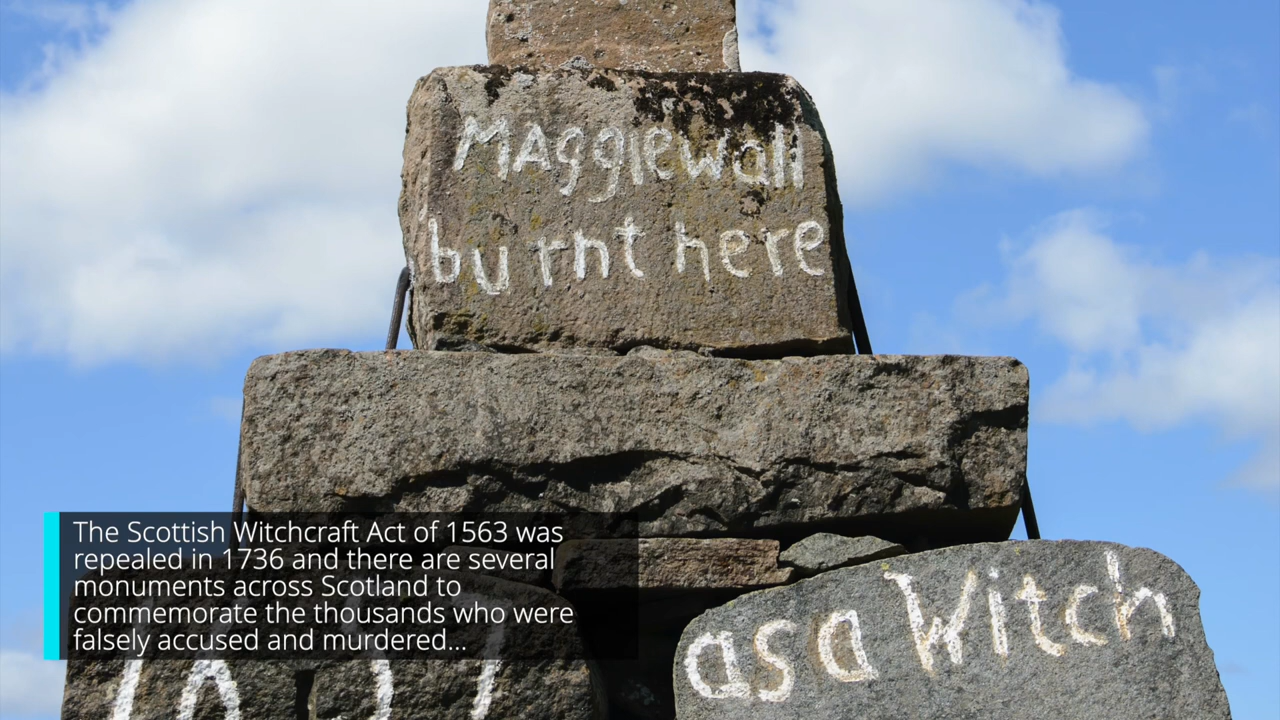 MAggIewall
burnt here
as a Witch
The Scottish Witchcraft Act of 1563 was
repealed in 1736 and there are several
monuments across Scotland to
commemorate the thousands who were
falsely accused and murdered...